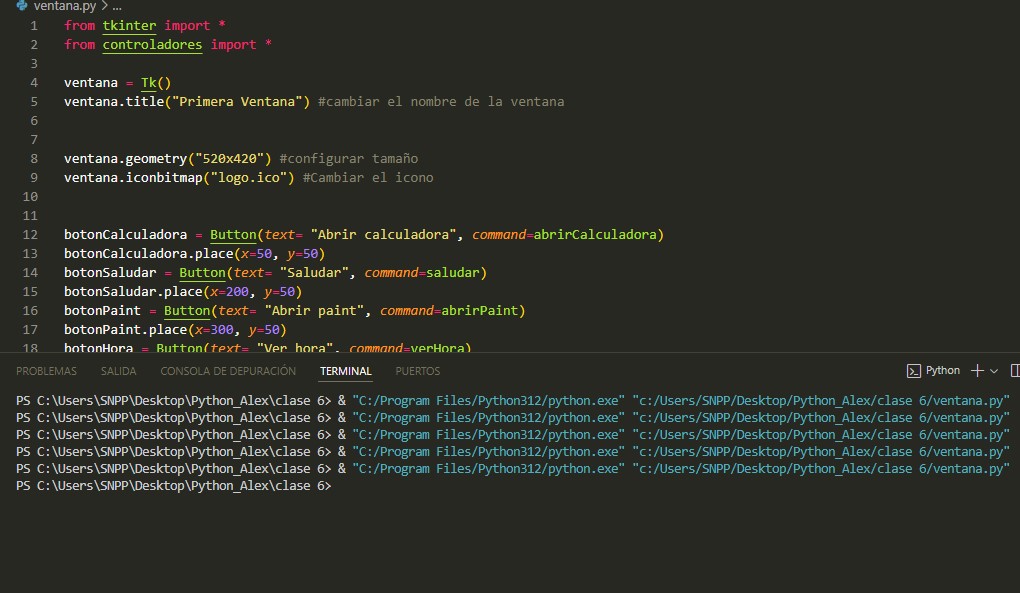 ventana.py > ...
1 from tkinter import *
2 from controladores import *
3
4 ventana = Tk()
5 ventana.title("Primera Ventana") #cambiar el nombre de la ventana
6
7
8 ventana.geometry("520x420") #configurar tamaño
9 ventana.iconbitmap("logo.ico") #Cambiar el icono
10
11
12 botonCalculadora = Button(text= "Abrir calculadora", command=abrirCalculadora)
13 botonCalculadora.place(x=50, y=50)
14 botonSaludar = Button(text= "Saludar", command=saludar)
15 botonSaludar.place(x=200, y=50)
16 botonPaint = Button(text= "Abrir paint", command=abrirPaint)
17 botonPaint.place(x=300, y=50)
18 botonHora = Button(text= "Ver hora", command=verHora)
PROBLEMAS SALIDA CONSOLA DE DEPURACIÓN TERMINAL PUERTOS Python
PS C:\Users\SNPP\Desktop\Python_Alex\clase 6> & "C:/Program Files/Python312/python.exe" "c:/Users/SNPP/Desktop/Python_Alex/clase 6/ventana.py"
PS C:\Users\SNPP\Desktop\Python_Alex\clase 6> & "C:/Program Files/Python312/python.exe" "c:/Users/SNPP/Desktop/Python_Alex/clase 6/ventana.py"
PS C:\Users\SNPP\Desktop\Python_Alex\clase 6> & "C:/Program Files/Python312/python.exe" "c:/Users/SNPP/Desktop/Python_Alex/clase 6/ventana.py"
PS C:\Users\SNPP\Desktop\Python_Alex\clase 6> & "C:/Program Files/Python312/python.exe" "c:/Users/SNPP/Desktop/Python_Alex/clase 6/ventana.py"
PS C:\Users\SNPP\Desktop\Python_Alex\clase 6> & "C:/Program Files/Python312/python.exe" "c:/Users/SNPP/Desktop/Python_Alex/clase 6/ventana.py"
PS C:\Users\SNPP\Desktop\Python_Alex\clase 6>